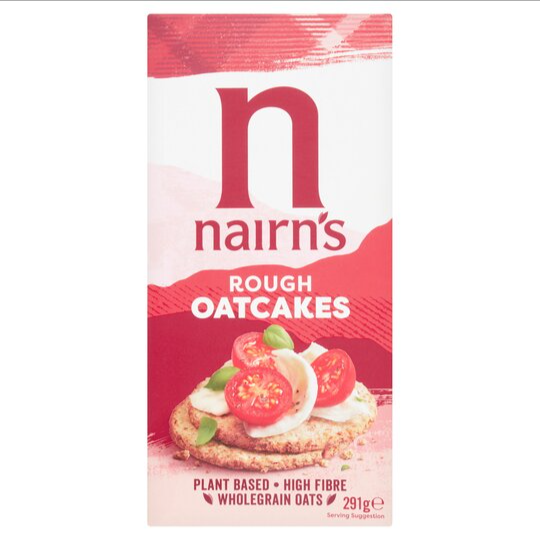 n
nairn's
ROUGH
OATCAKES
PLANT BASED • HIGH FIBRE
WHOLEGRAIN OATS
291g℮
Serving Suggestion